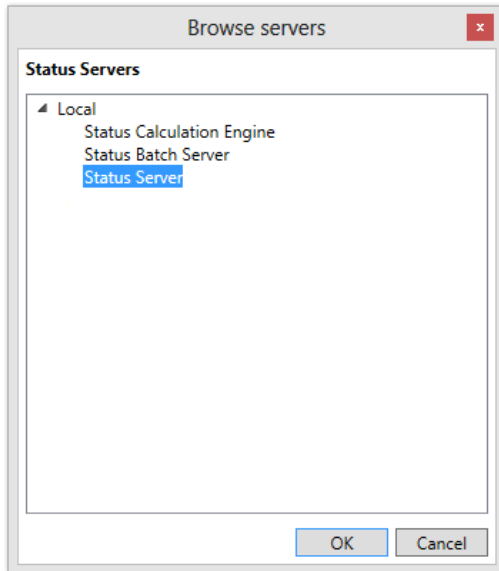 Browse servers
x
Status Servers
Local
Status Calculation Engine
Status Batch Server
Status Server
OK Cancel